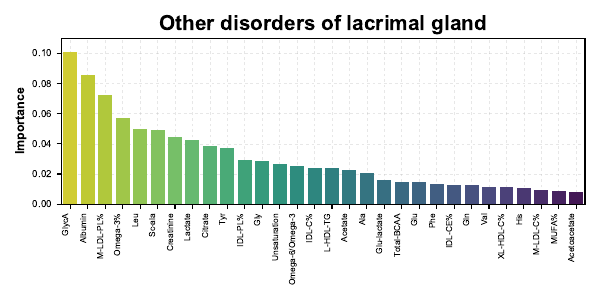 Other disorders of lacrimal gland
Importance
0.10
0.08
0.06
0.04
0.02
0.00
GlycA
Albumin
M-LDL-PL%
Omega-3%
Leu
S-cela
Creatinine
Lactate
Citrate
Tyr
IDL-PL%
Gly
Unsaturation
Omega-6/Omega-3
IDL-C%
L-HDL-TG
Acetate
Ala
Glu-lactate
Total-BCAA
Glu
Phe
IDL-CE%
Gln
Val
XL-HDL-C%
His
M-LDL-C%
MUFA%
Acetoacetate